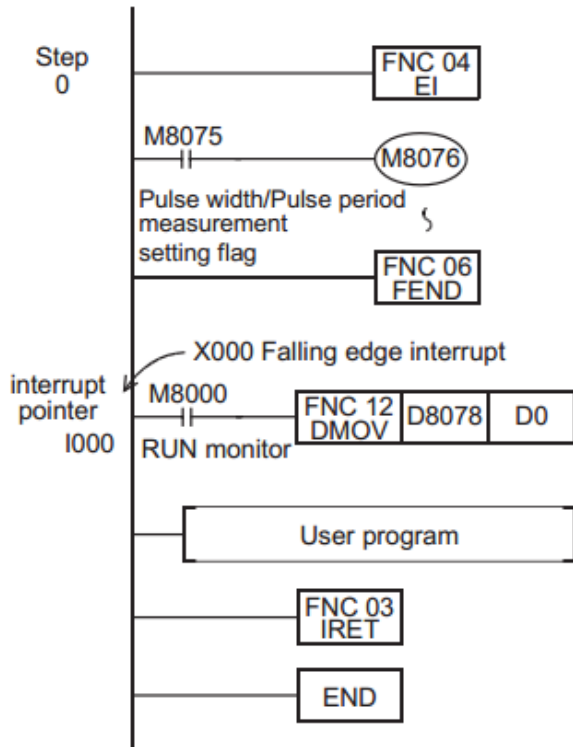 Step
0
FNC 04
EI
M8075
M8076
Pulse width/Pulse period
measurement
setting flag
FNC 06
FEND
X000 Falling edge interrupt
interrupt
pointer
I000
M8000
RUN monitor
FNC 12
DMOV
D8078
D0
User program
FNC 03
IRET
END